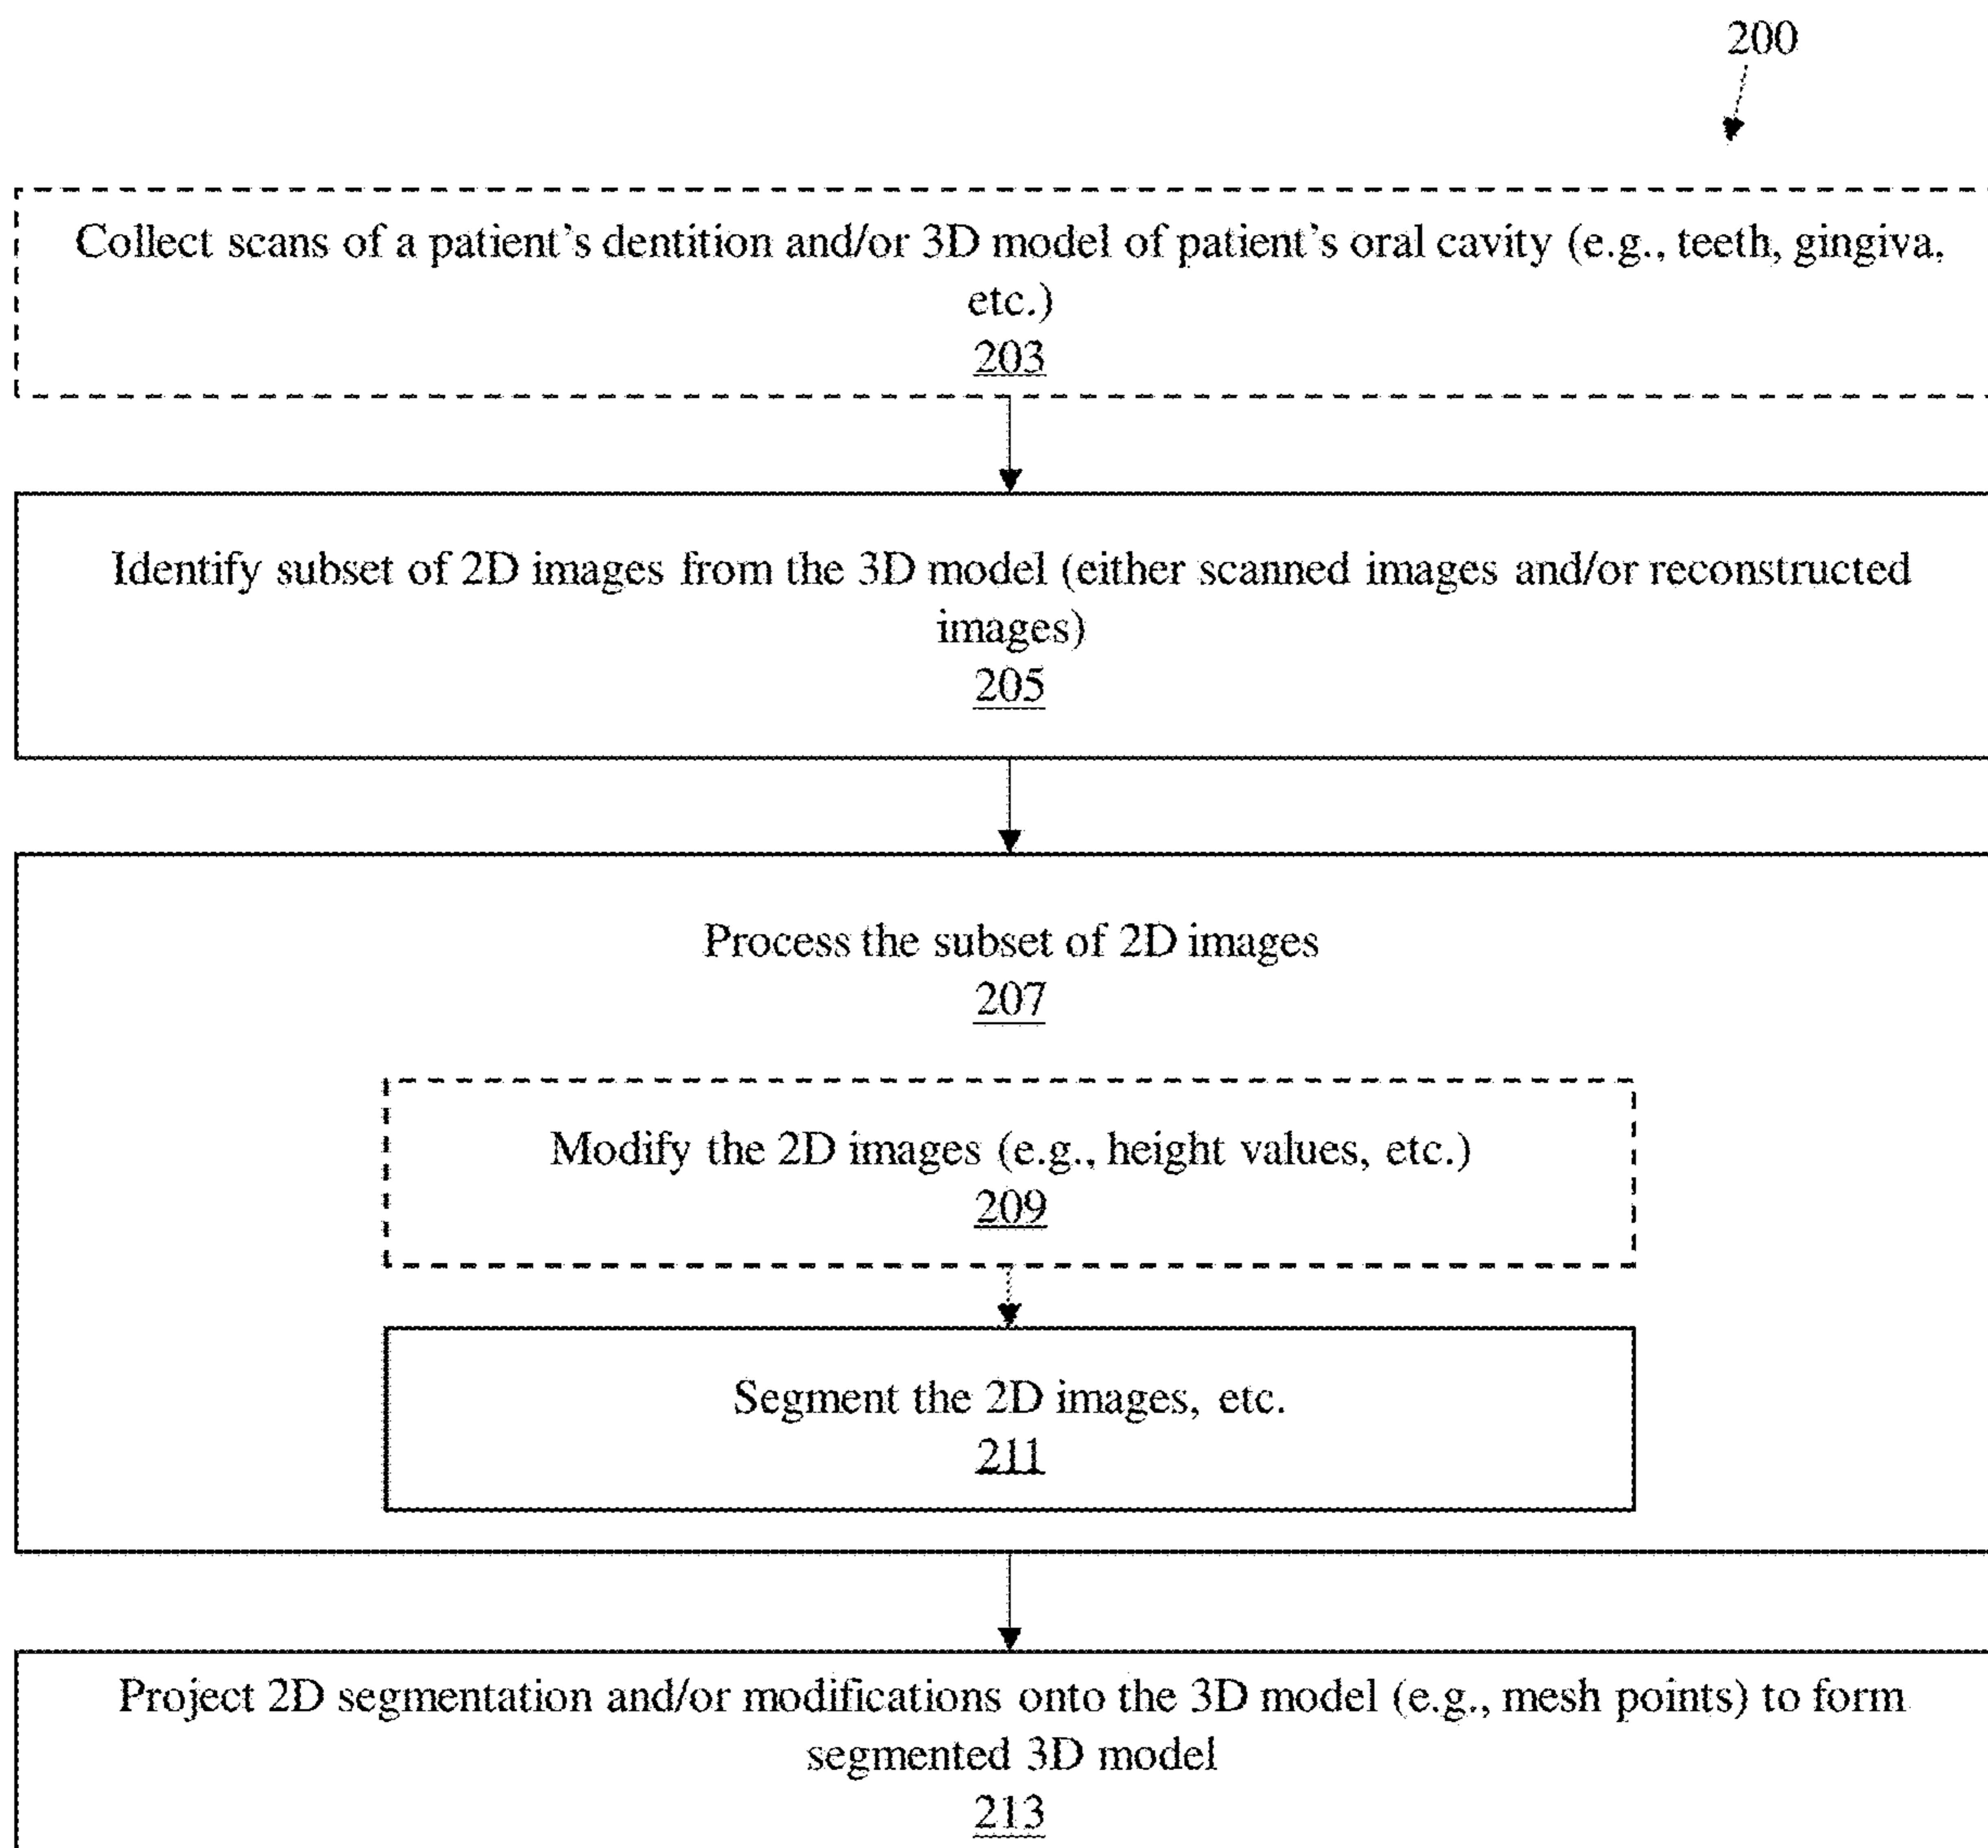 200
Collect scans of a patient's dentition and/or 3D model of patient's oral cavity (e.g., teeth, gingiva,
etc.)
203
Identify subset of 2D images from the 3D model (either scanned images and/or reconstructed
images)
205
Process the subset of 2D images
207
Modify the 2D images (e.g., height values, etc.)
209
Segment the 2D images, etc.
211
Project 2D segmentation and/or modifications onto the 3D model (e.g., mesh points) to form
segmented 3D model
213